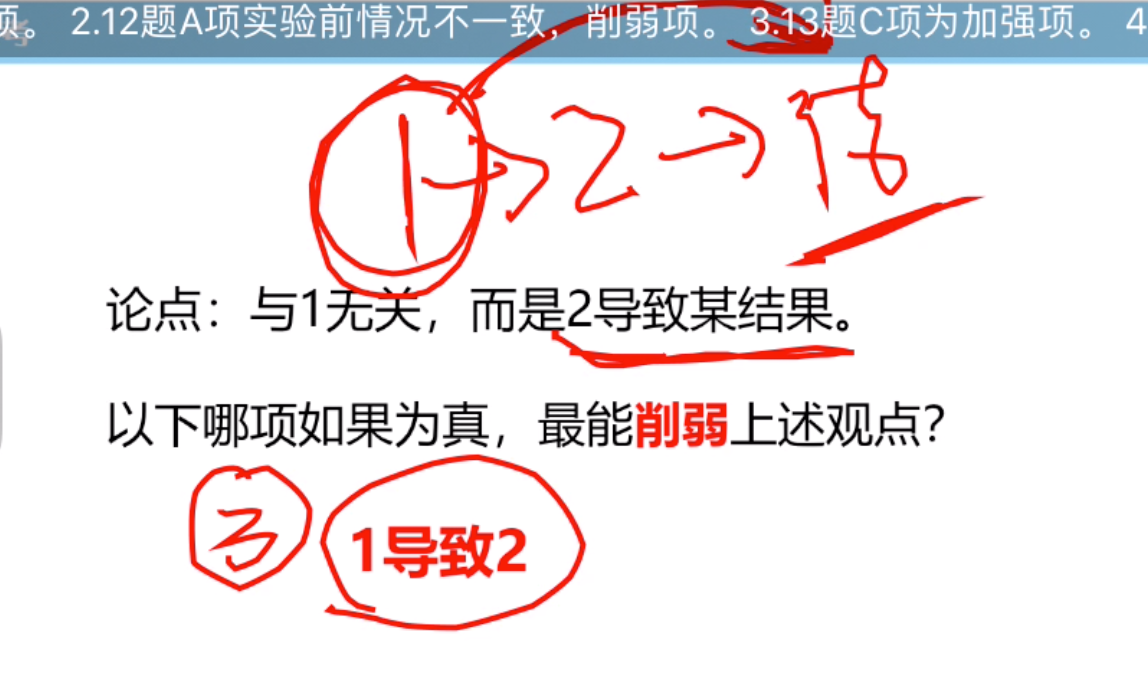 项。 2.12题A项实验前情况不一致，削弱项。 3.13题C项为加强项。 4
1→2→结
论点：与1无关，而是2导致某结果。
以下哪项如果为真，最能削弱上述观点？
3 1导致2